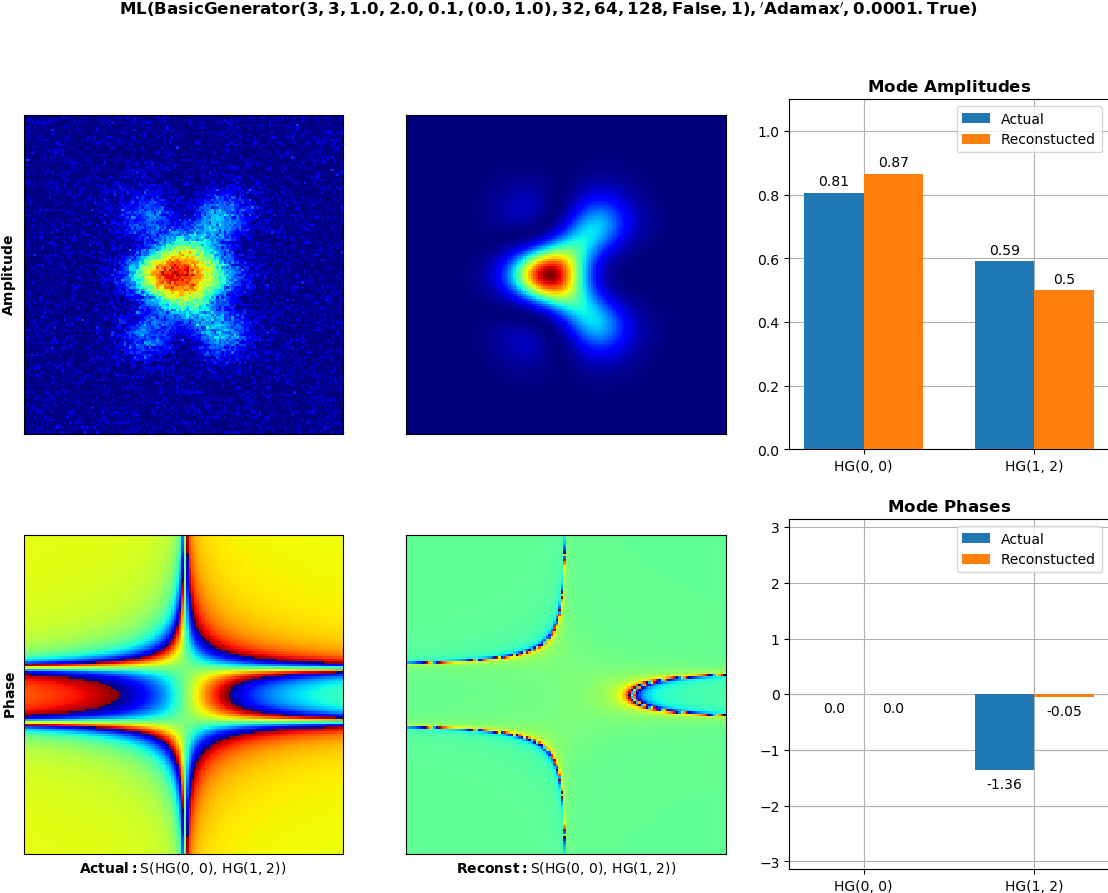 ML(BasicGenerator(3, 3, 1.0, 2.0, 0.1, (0.0, 1.0), 32, 64, 128, False, 1), ′Adamax′, 0.0001. True)
Amplitude
Mode Amplitudes
Actual
Reconstucted
1.0
0.8
0.6
0.4
0.2
0.0
0.81
0.87
0.59
0.5
HG(0, 0)
HG(1, 2)
Phase
Actual: S(HG(0, 0), HG(1, 2))
Reconst: S(HG(0, 0), HG(1, 2))
Mode Phases
Actual
Reconstucted
3
2
1
0
−1
−2
−3
0.0
0.0
-1.36
-0.05
HG(0, 0)
HG(1, 2)